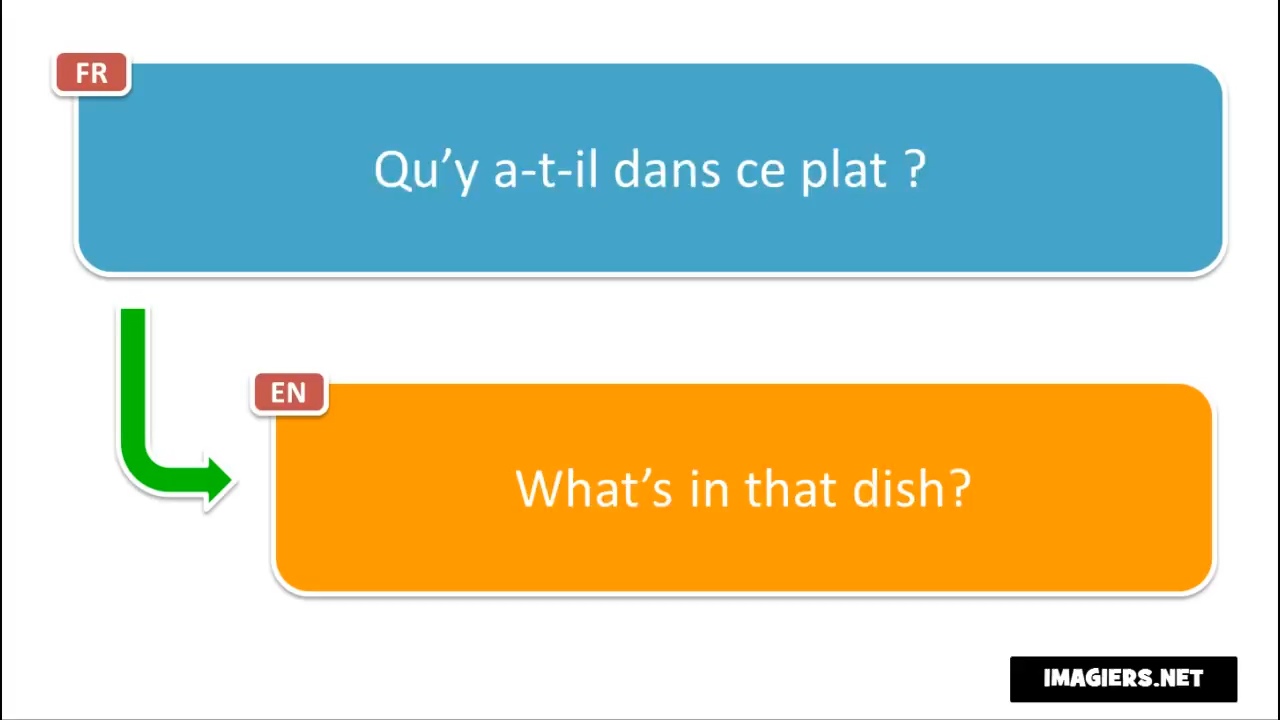 FR
Qu’y a-t-il dans ce plat ?
EN
What’s in that dish?
IMAGIERS.NET